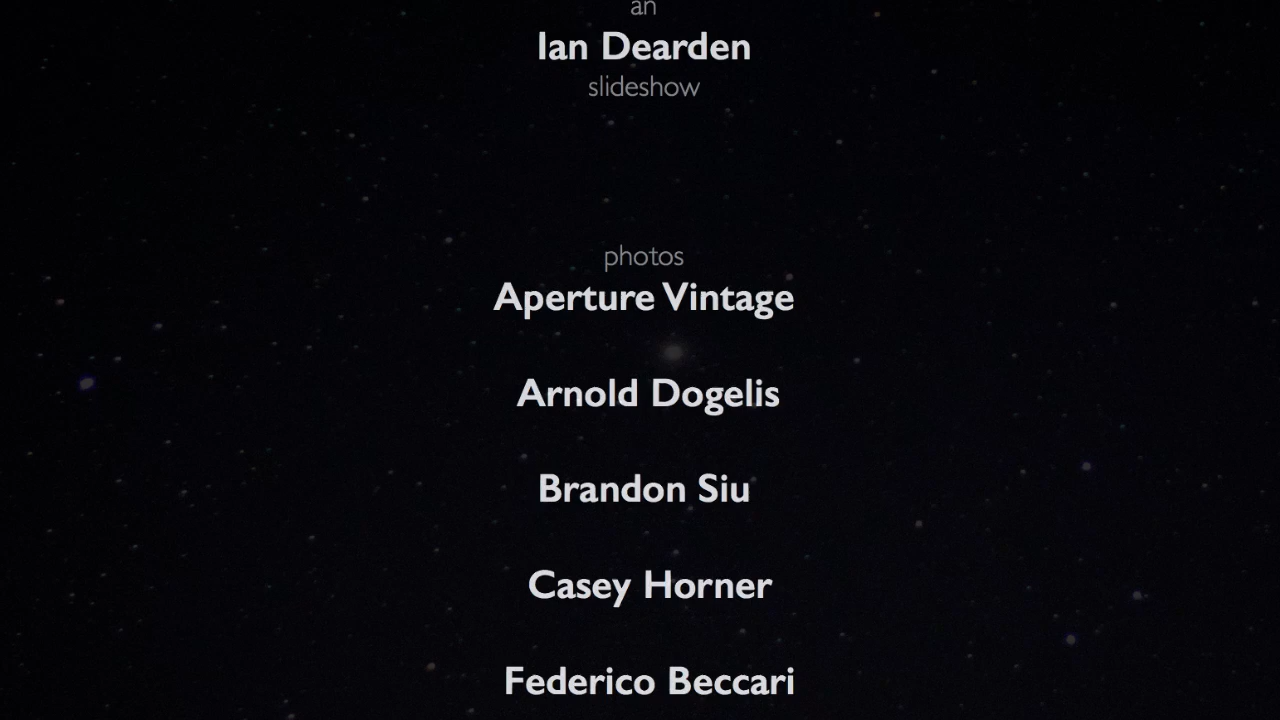 an
Ian Dearden
slideshow
photos
Aperture Vintage
Arnold Dogelis
Brandon Siu
Casey Horner
Federico Beccari